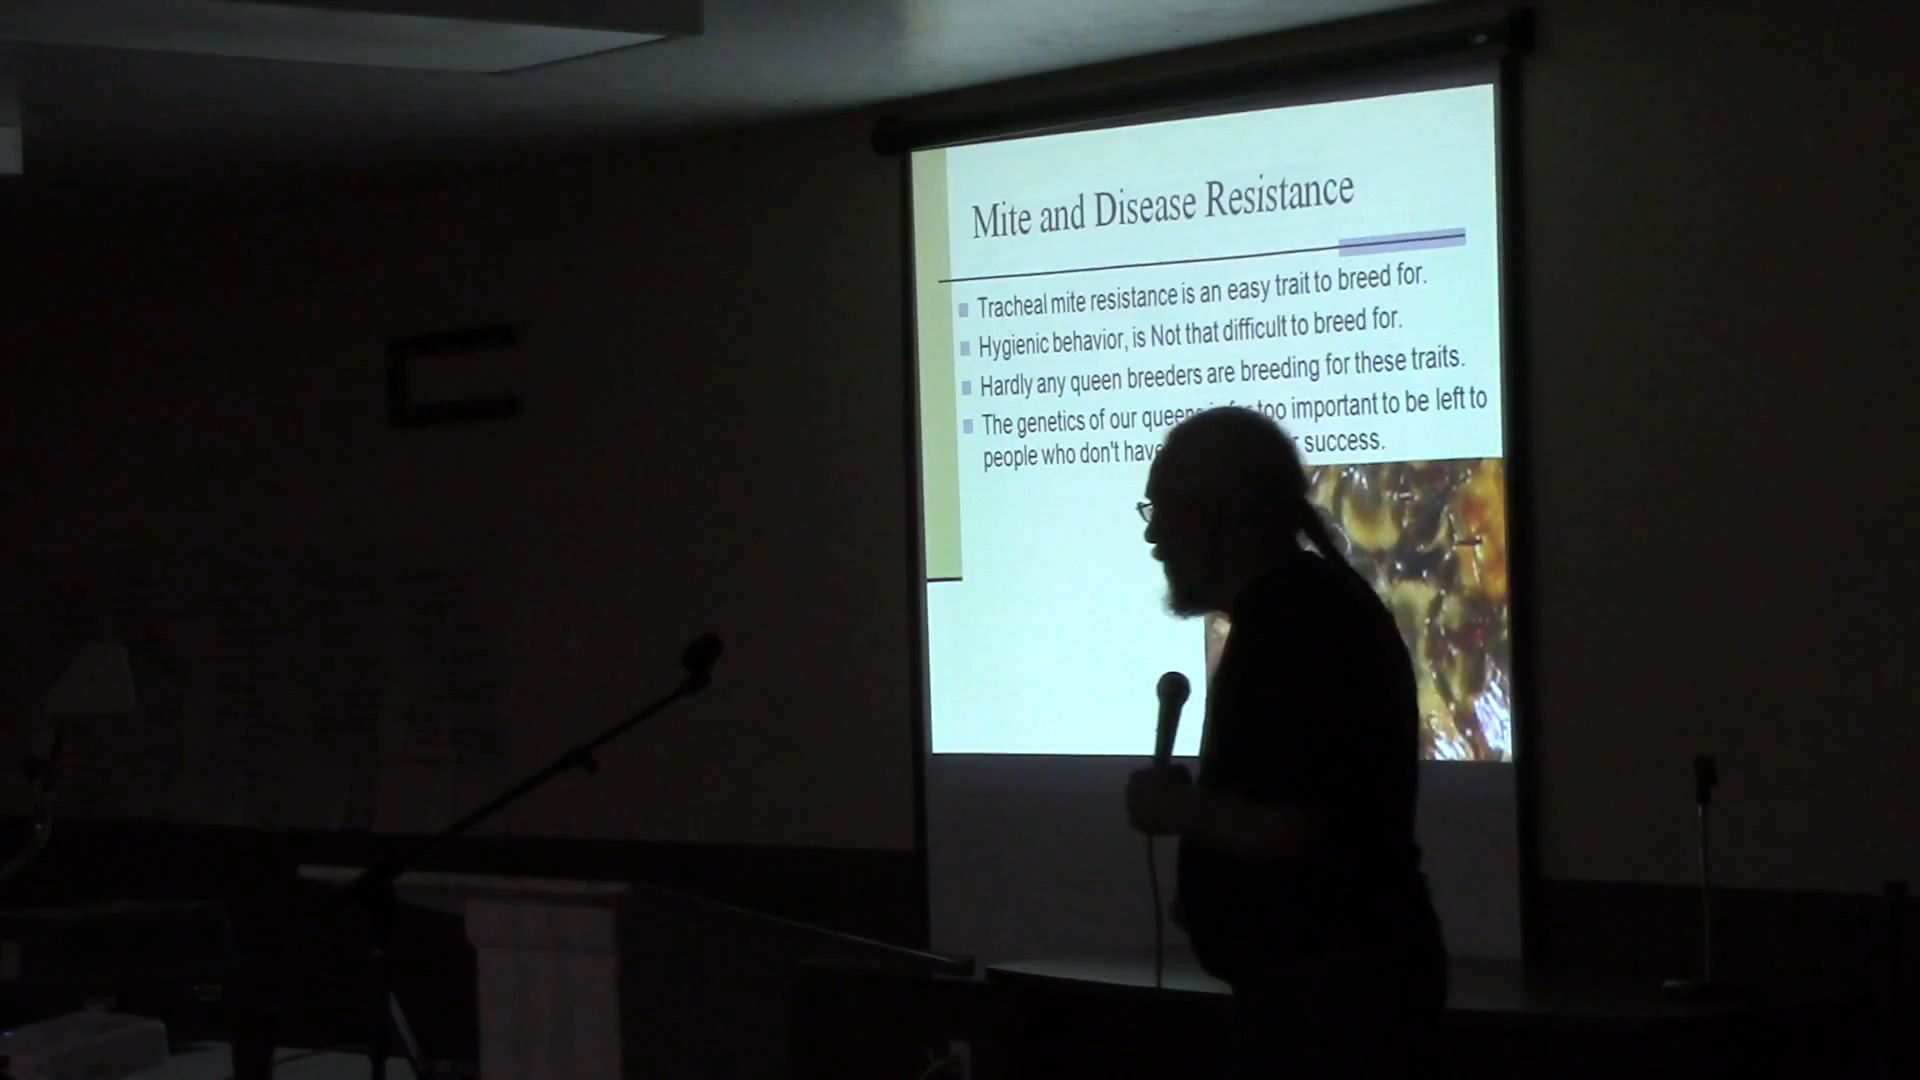 Mite and Disease Resistance
Tracheal mite resistance is an easy trait to breed for.
Hygienic behavior, is Not that difficult to breed for.
Hardly any queen breeders are breeding for these traits.
The genetics of our queens too important to be left to
people who don't have success.